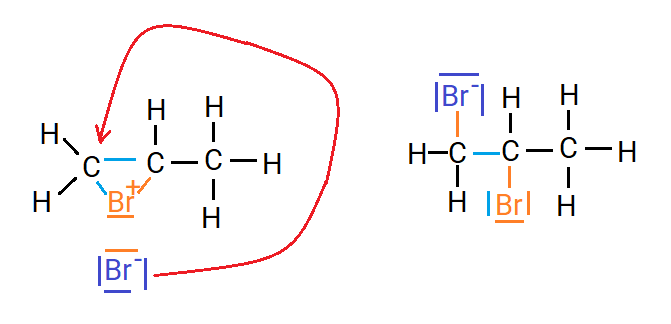 H H H
C C C H
H Br+ H
Br-
Br- H H
H C C C H
H Br H